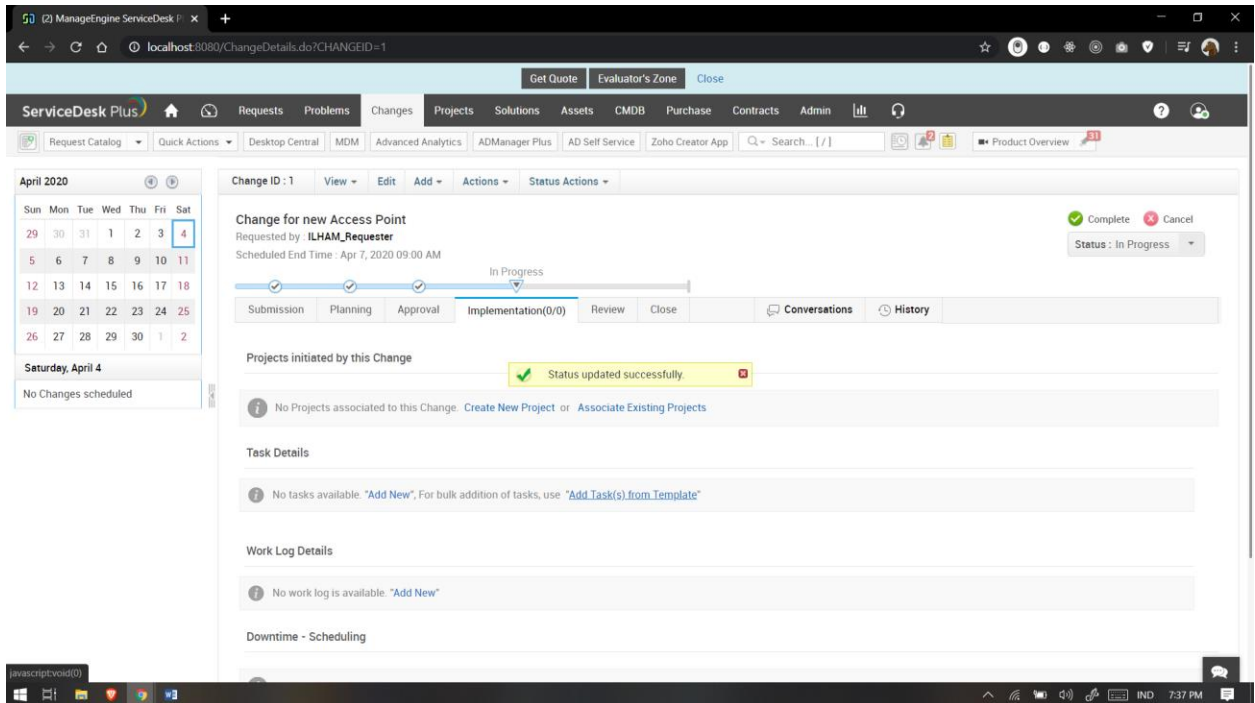 (2) ManageEngine ServiceDesk Pl
localhost:8080/ChangeDetails.do?CHANGEID=1
Get Quote Evaluator's Zone Close
ServiceDesk Plus Requests Problems Changes Projects Solutions Assets CMDB Purchase Contracts Admin
Request Catalog Quick Actions Desktop Central MDM Advanced Analytics ADManager Plus AD Self Service Zoho Creator App Search... [ / ] 2 Product Overview 31
April 2020
Sun Mon Tue Wed Thu Fri Sat
29 30 31 1 2 3 4
5 6 7 8 9 10 11
12 13 14 15 16 17 18
19 20 21 22 23 24 25
26 27 28 29 30 1 2
Saturday, April 4
No Changes scheduled
Change ID : 1 View Edit Add Actions Status Actions
Change for new Access Point
Requested by : ILHAM_Requester
Scheduled End Time : Apr 7, 2020 09:00 AM
Complete Cancel
Status : In Progress
In Progress
Submission Planning Approval Implementation(0/0) Review Close Conversations History
Projects initiated by this Change
Status updated successfully.
No Projects associated to this Change. Create New Project or Associate Existing Projects
Task Details
No tasks available. "Add New", For bulk addition of tasks, use "Add Task(s) from Template"
Work Log Details
No work log is available. "Add New"
Downtime - Scheduling
javascript:void(0)
IND 7:37 PM